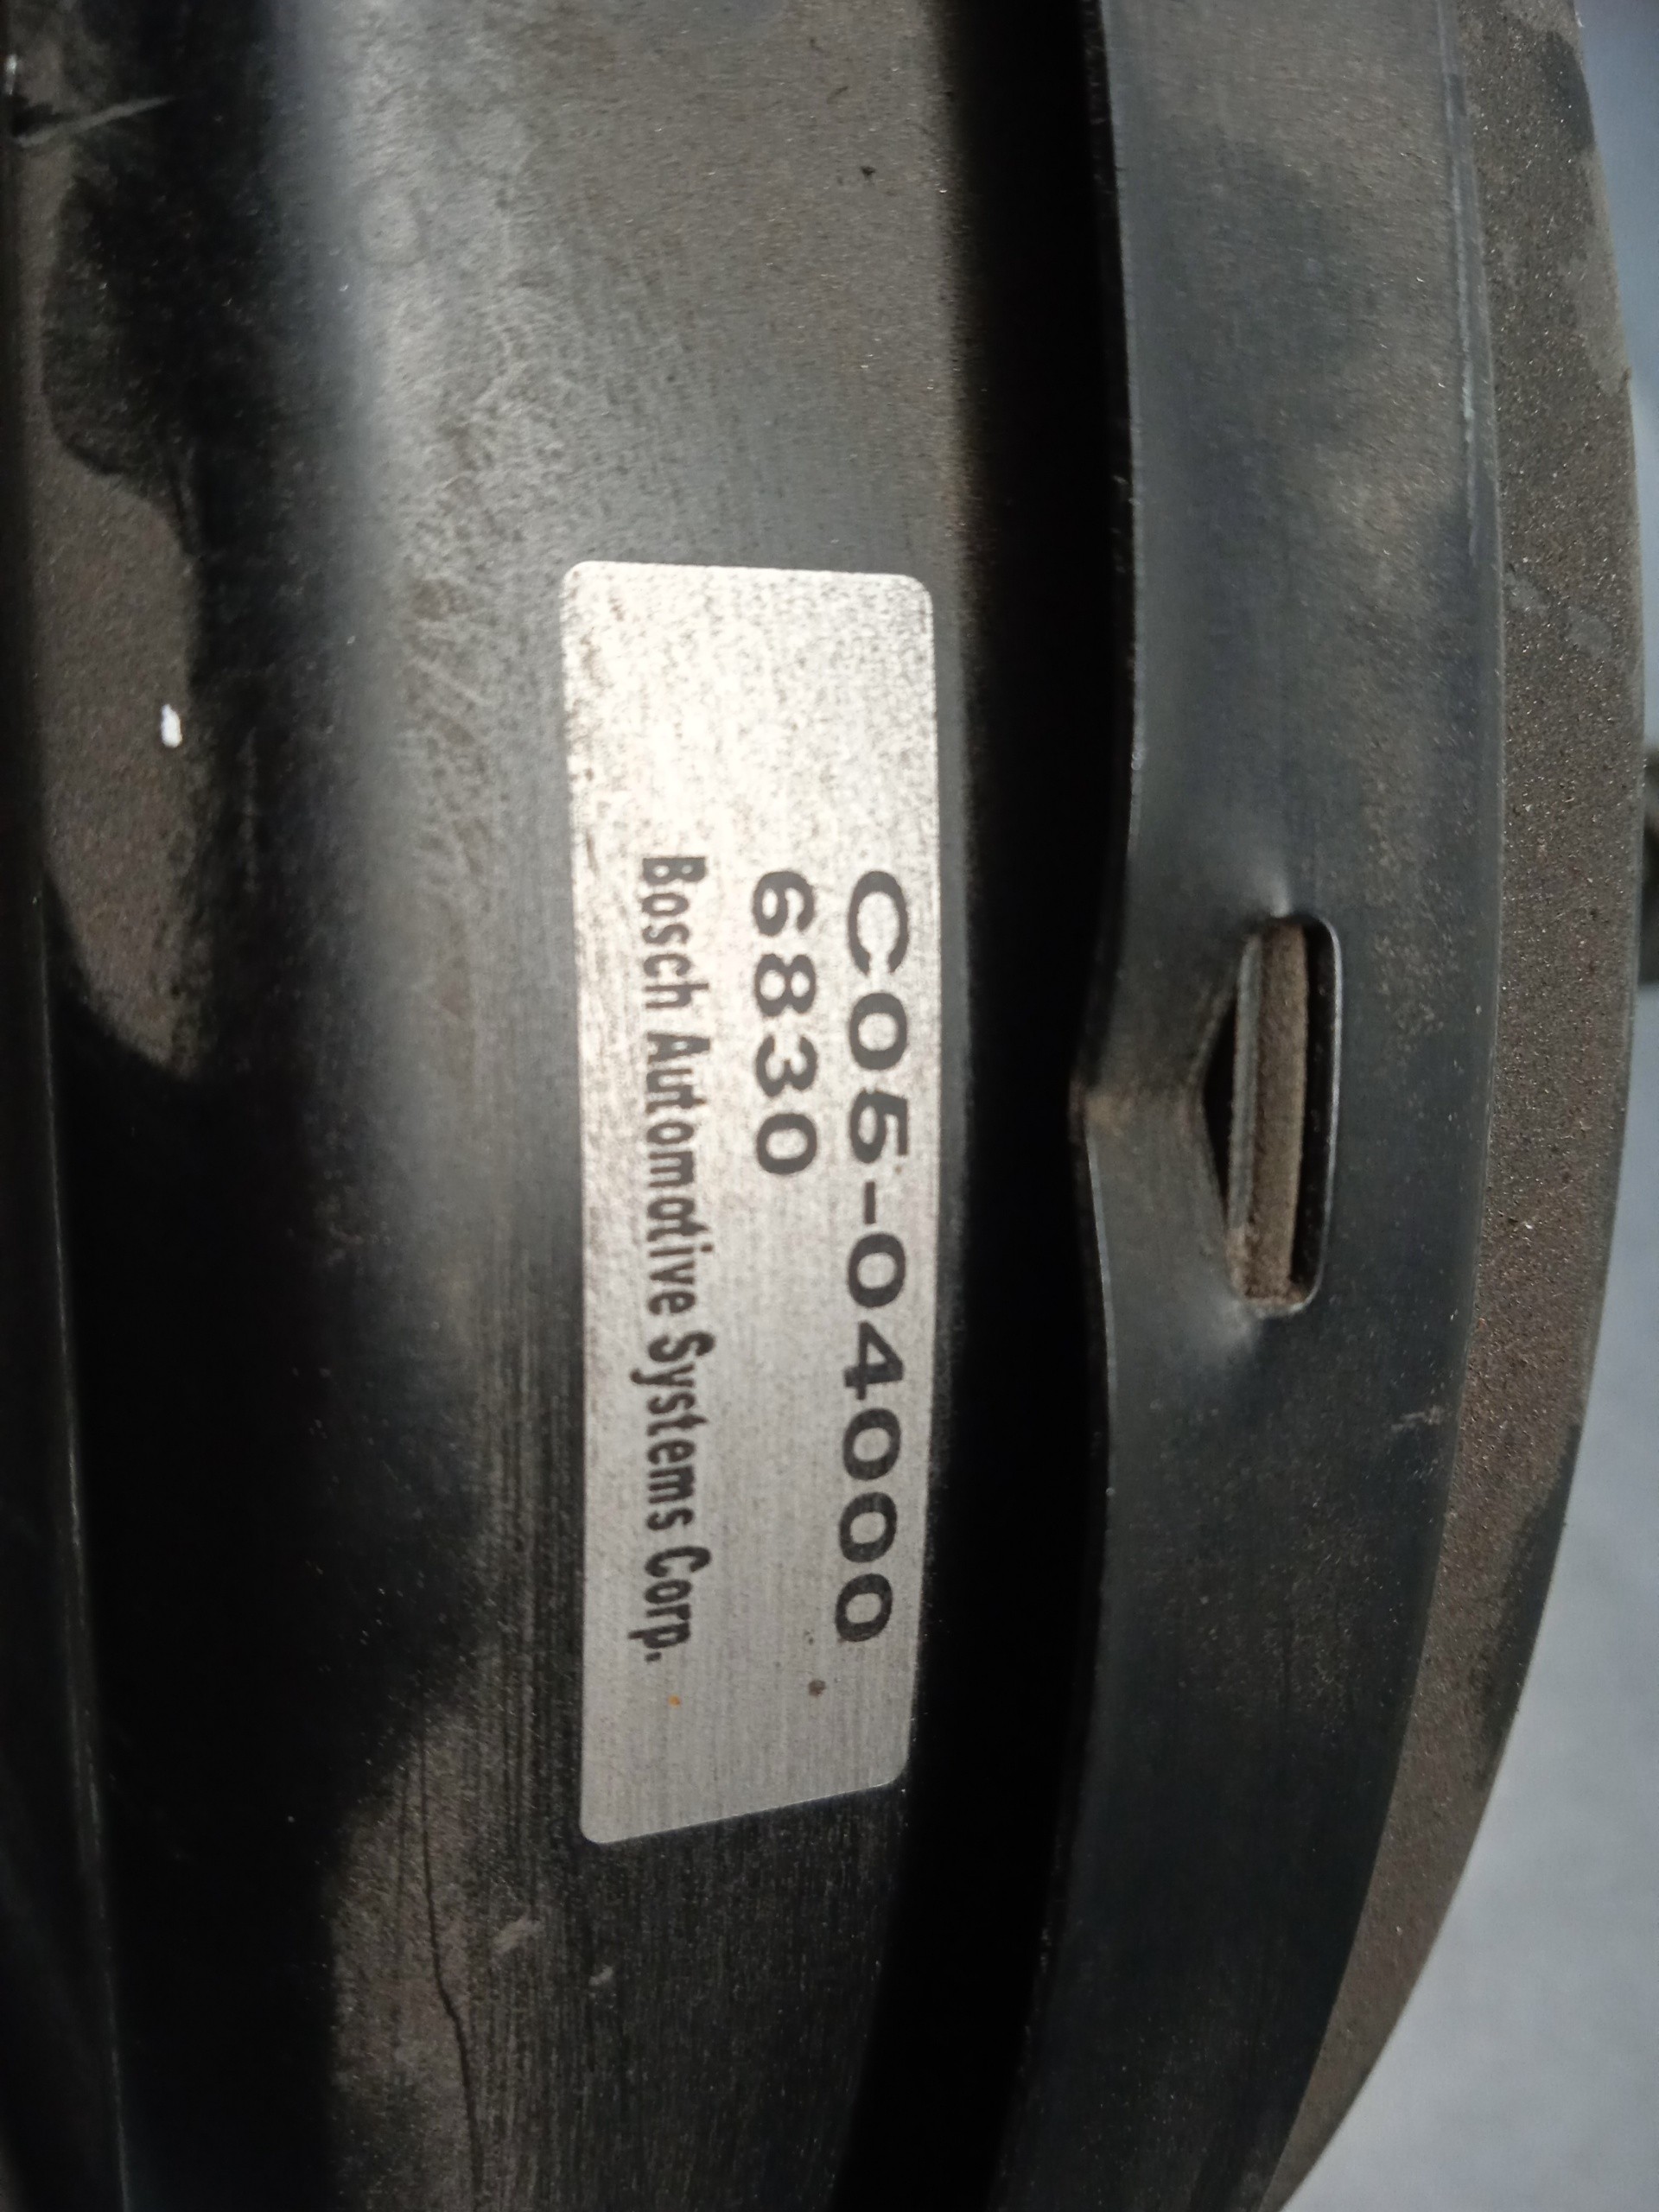 C05-04000
6830
Bosch Automotive Systems Corp.